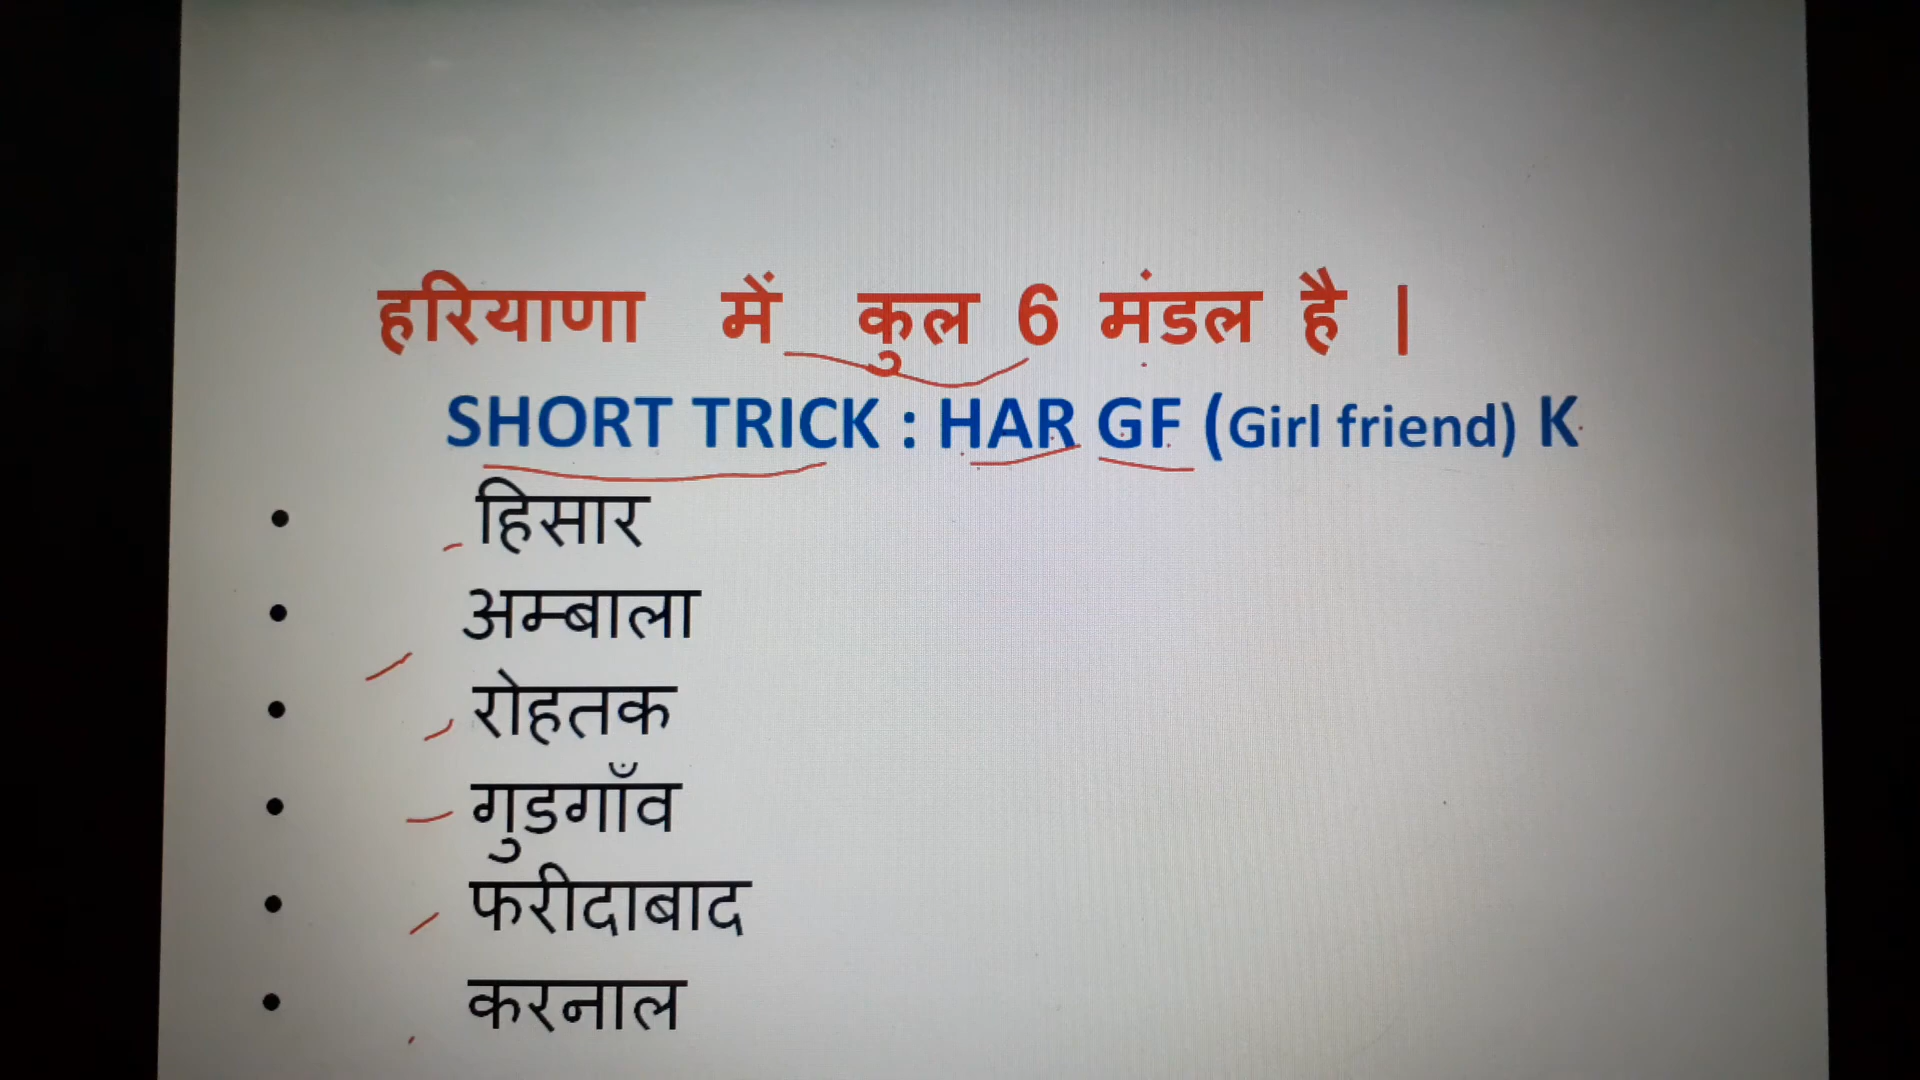 हरियाणा में कुल 6 मंडल है |
SHORT TRICK : HAR GF (Girl friend) K
• हिसार
• अम्बाला
• रोहतक
• गुडगाँव
• फरीदाबाद
• करनाल